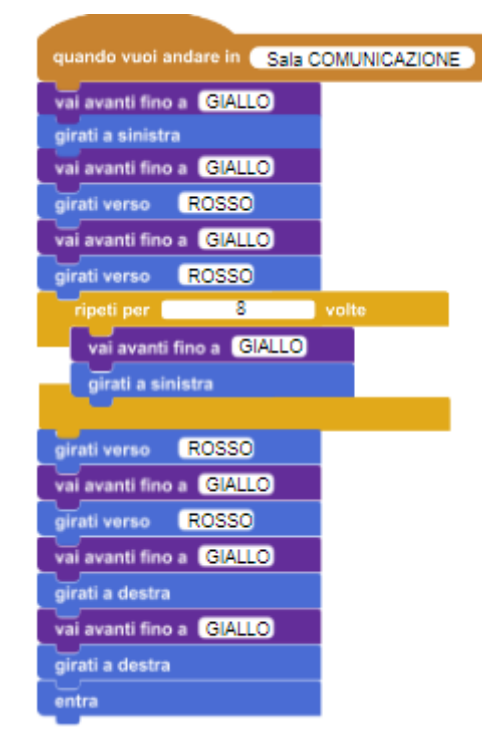 quando vuoi andare in Sala COMUNICAZIONE
vai avanti fino a GIALLO
girati a sinistra
vai avanti fino a GIALLO
girati verso ROSSO
vai avanti fino a GIALLO
girati verso ROSSO
ripeti per 8 volte
vai avanti fino a GIALLO
girati a sinistra
girati verso ROSSO
vai avanti fino a GIALLO
girati verso ROSSO
vai avanti fino a GIALLO
girati a destra
vai avanti fino a GIALLO
girati a destra
entra